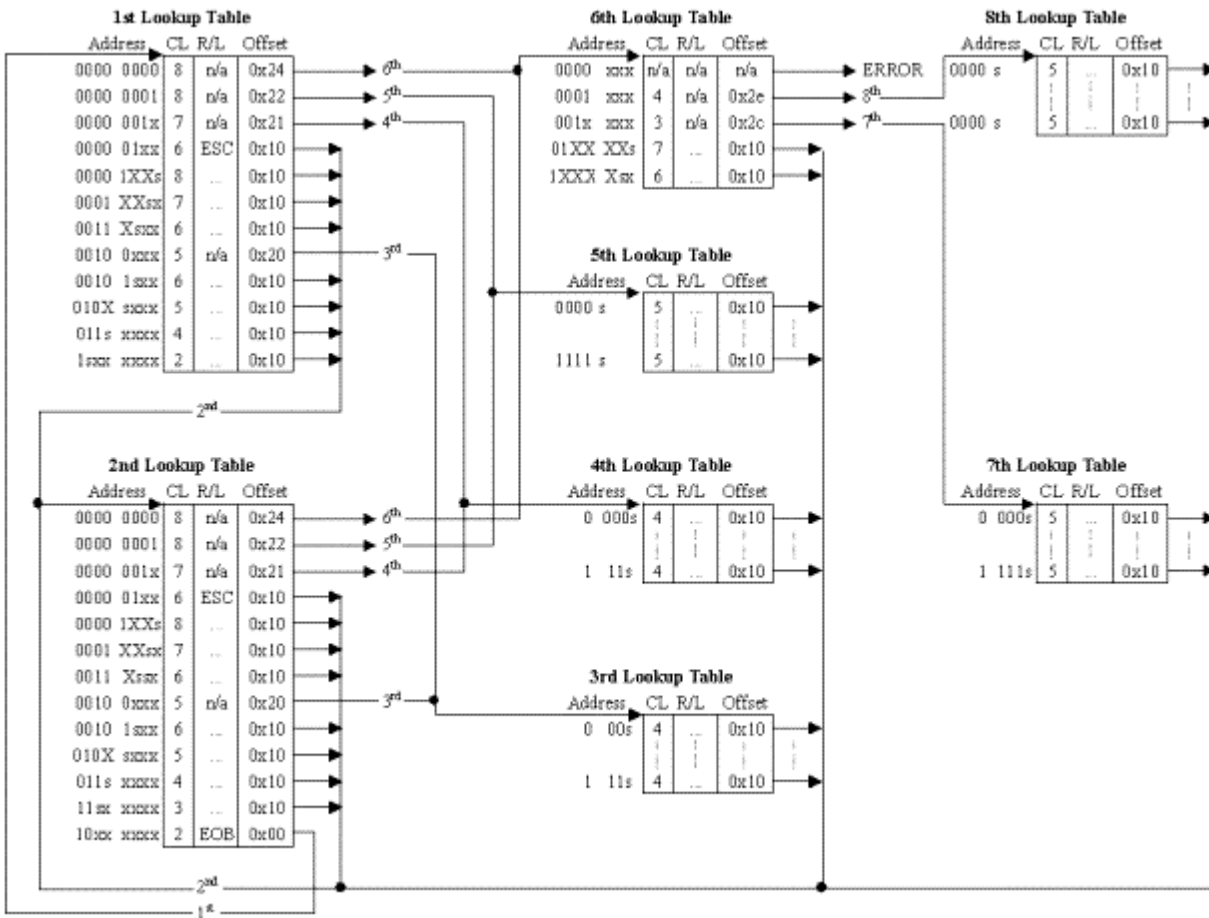 1st Lookup Table
Address CL R/L Offset
0000 0000 8 n/a 0x24 6th
0000 0001 8 n/a 0x22 5th
0000 001x 7 n/a 0x21 4th
0000 01xx 6 ESC 0x10
0000 1XXs 8 ... 0x10
0001 XXsx 7 ... 0x10
0011 Xsxx 6 ... 0x10
0010 0xxx 5 n/a 0x20 3rd
0010 1sxx 6 ... 0x10
010X sxxx 5 ... 0x10
011s xxxx 4 ... 0x10
1sxx xxxx 2 ... 0x10
2nd
2nd Lookup Table
Address CL R/L Offset
0000 0000 8 n/a 0x24 6th
0000 0001 8 n/a 0x22 5th
0000 001x 7 n/a 0x21 4th
0000 01xx 6 ESC 0x10
0000 1XXs 8 ... 0x10
0001 XXsx 7 ... 0x10
0011 Xsxx 6 ... 0x10
0010 0xxx 5 n/a 0x20 3rd
0010 1sxx 6 ... 0x10
010X sxxx 5 ... 0x10
011s xxxx 4 ... 0x10
11sx xxxx 3 ... 0x10
10xx xxxx 2 EOB 0x00
2nd
1st
6th Lookup Table
Address CL R/L Offset
0000 xxx n/a n/a n/a ERROR
0001 xxx 4 n/a 0x2e 8th
001x xxx 3 n/a 0x2c 7th
01XX XXs 7 ... 0x10
1XXX Xsx 6 ... 0x10
5th Lookup Table
Address CL R/L Offset
0000 s 5 ... 0x10
1111 s 5 ... 0x10
4th Lookup Table
Address CL R/L Offset
0 000s 4 ... 0x10
1 11s 4 ... 0x10
3rd Lookup Table
Address CL R/L Offset
0 00s 4 ... 0x10
1 11s 4 ... 0x10
8th Lookup Table
Address CL R/L Offset
0000 s 5 ... 0x10
0000 s 5 ... 0x10
7th Lookup Table
Address CL R/L Offset
0 000s 5 ... 0x10
1 111s 5 ... 0x10